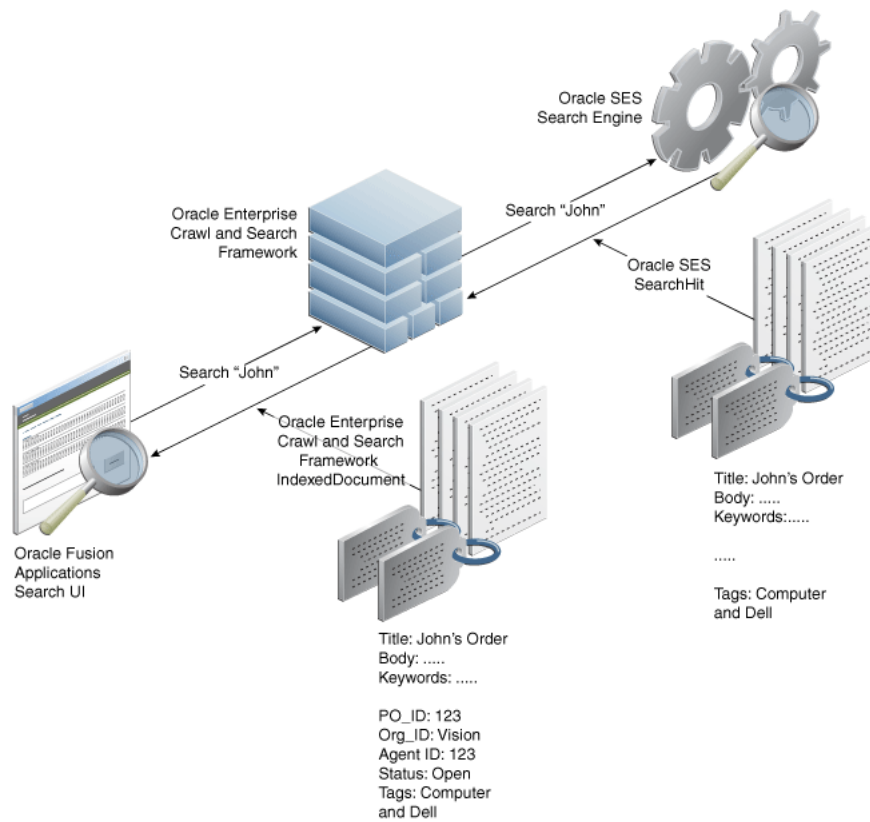 Oracle SES
Search Engine
Oracle Enterprise
Crawl and Search
Framework
Search “John”
Oracle SES
SearchHit
Search “John”
Oracle Enterprise
Crawl and Search
Framework
IndexedDocument
Oracle Fusion
Applications
Search UI
Title: John's Order
Body: .....
Keywords:.....
.....
Tags: Computer
and Dell
Title: John's Order
Body: .....
Keywords: .....
PO_ID: 123
Org_ID: Vision
Agent ID: 123
Status: Open
Tags: Computer
and Dell